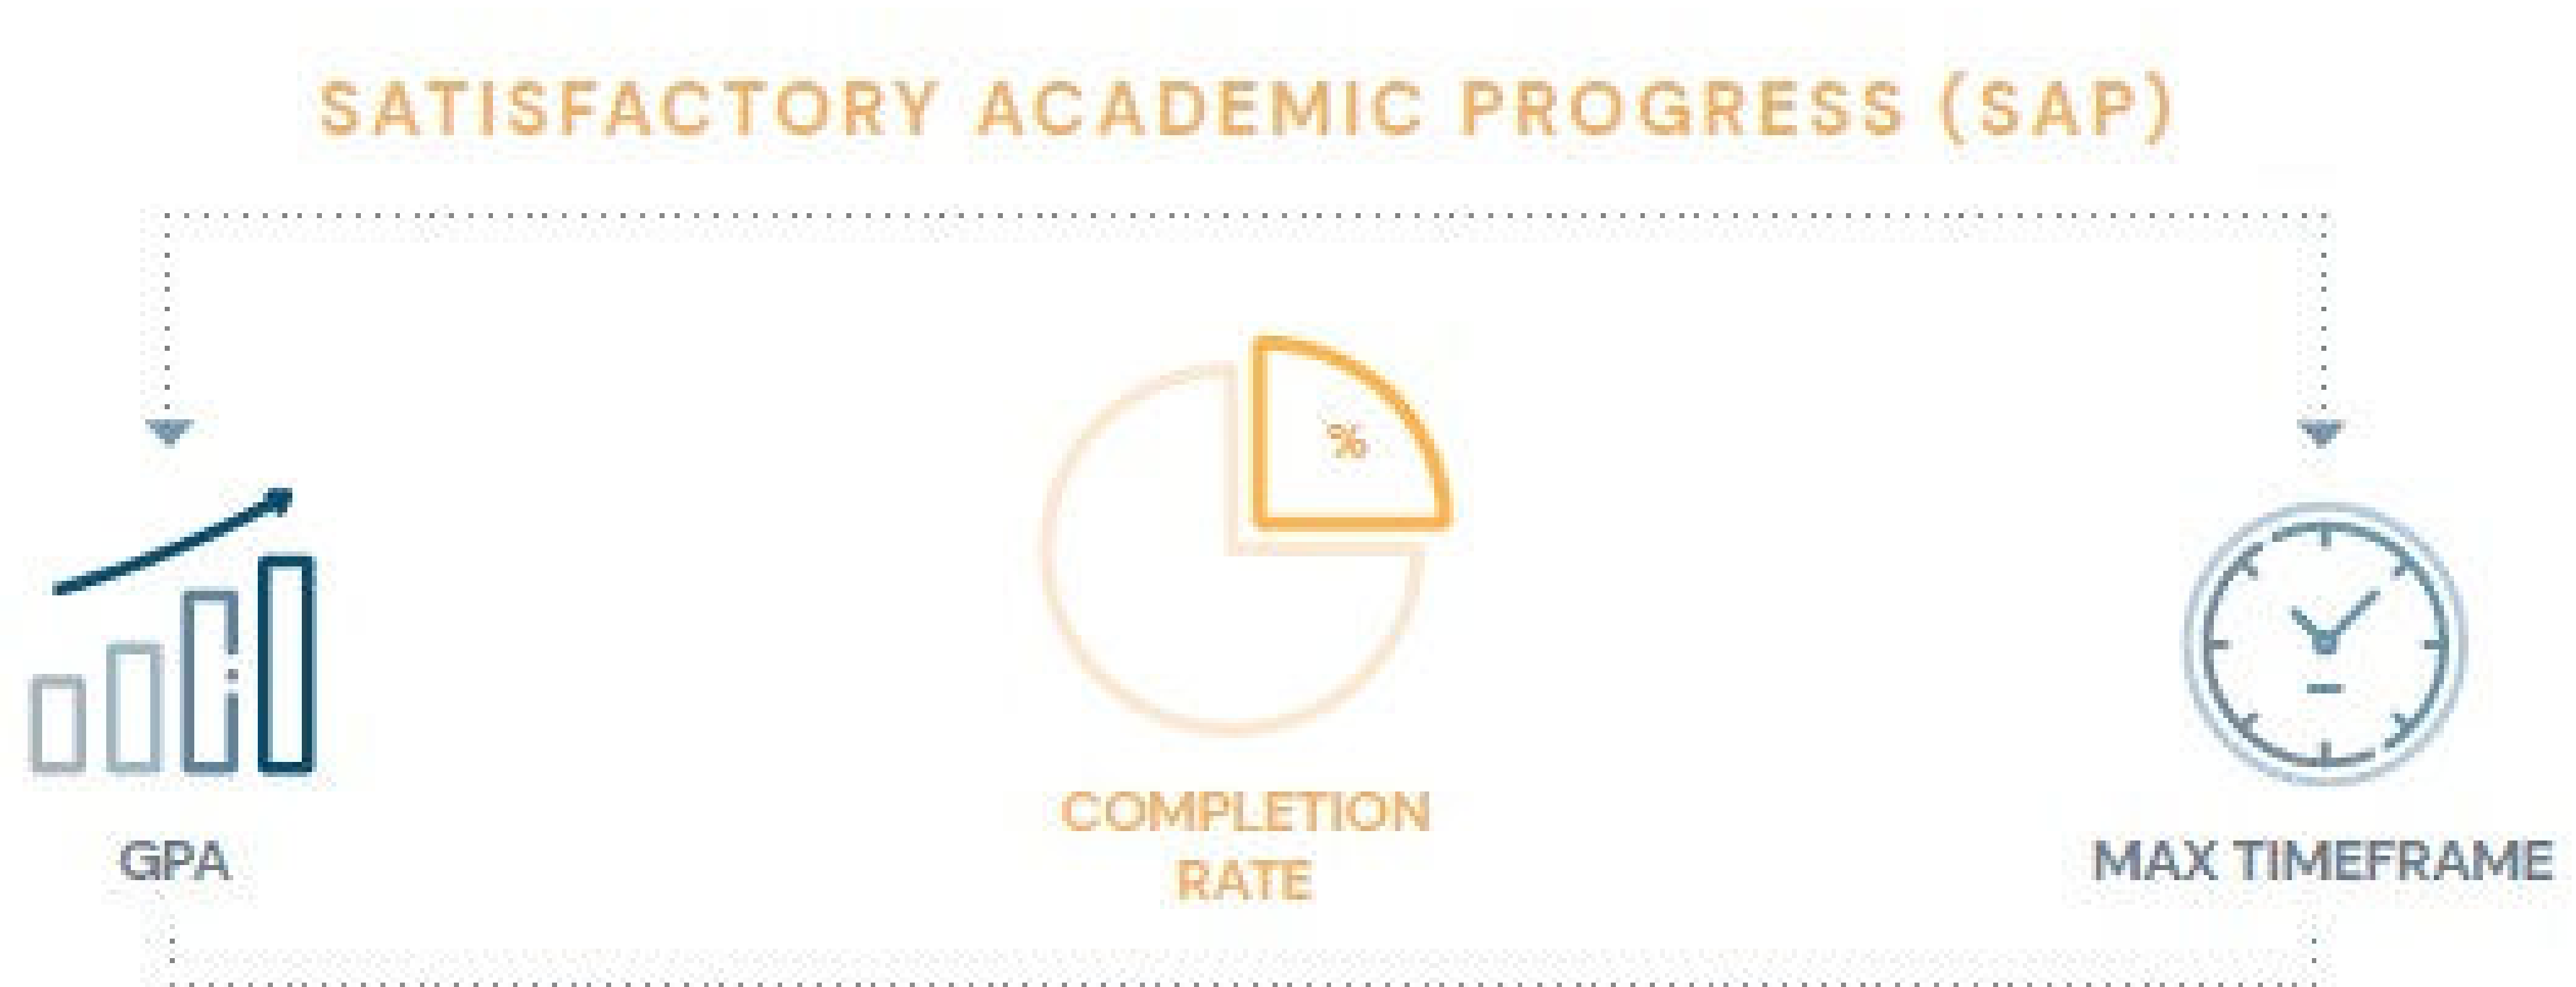 SATISFACTORY ACADEMIC PROGRESS (SAP)
%
COMPLETION
RATE
GPA
MAX TIMEFRAME